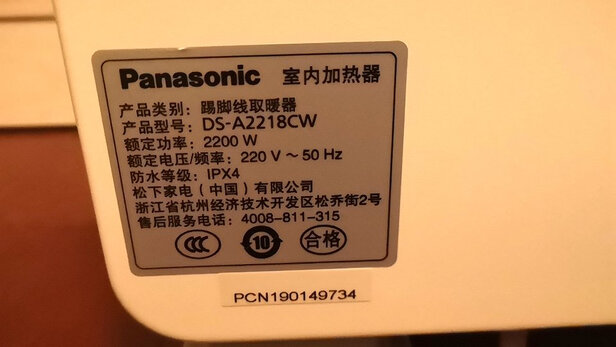 Panasonic 室内加热器
产品类别: 踢脚线取暖器
产品型号: DS-A2218CW
额定功率: 2200 W
额定电压/频率: 220 V ~ 50 Hz
防水等级: IPX4
松下家电（中国）有限公司
浙江省杭州经济技术开发区松乔街2号
售后服务电话: 4008-811-315
CCC 10 合格
PCN190149734